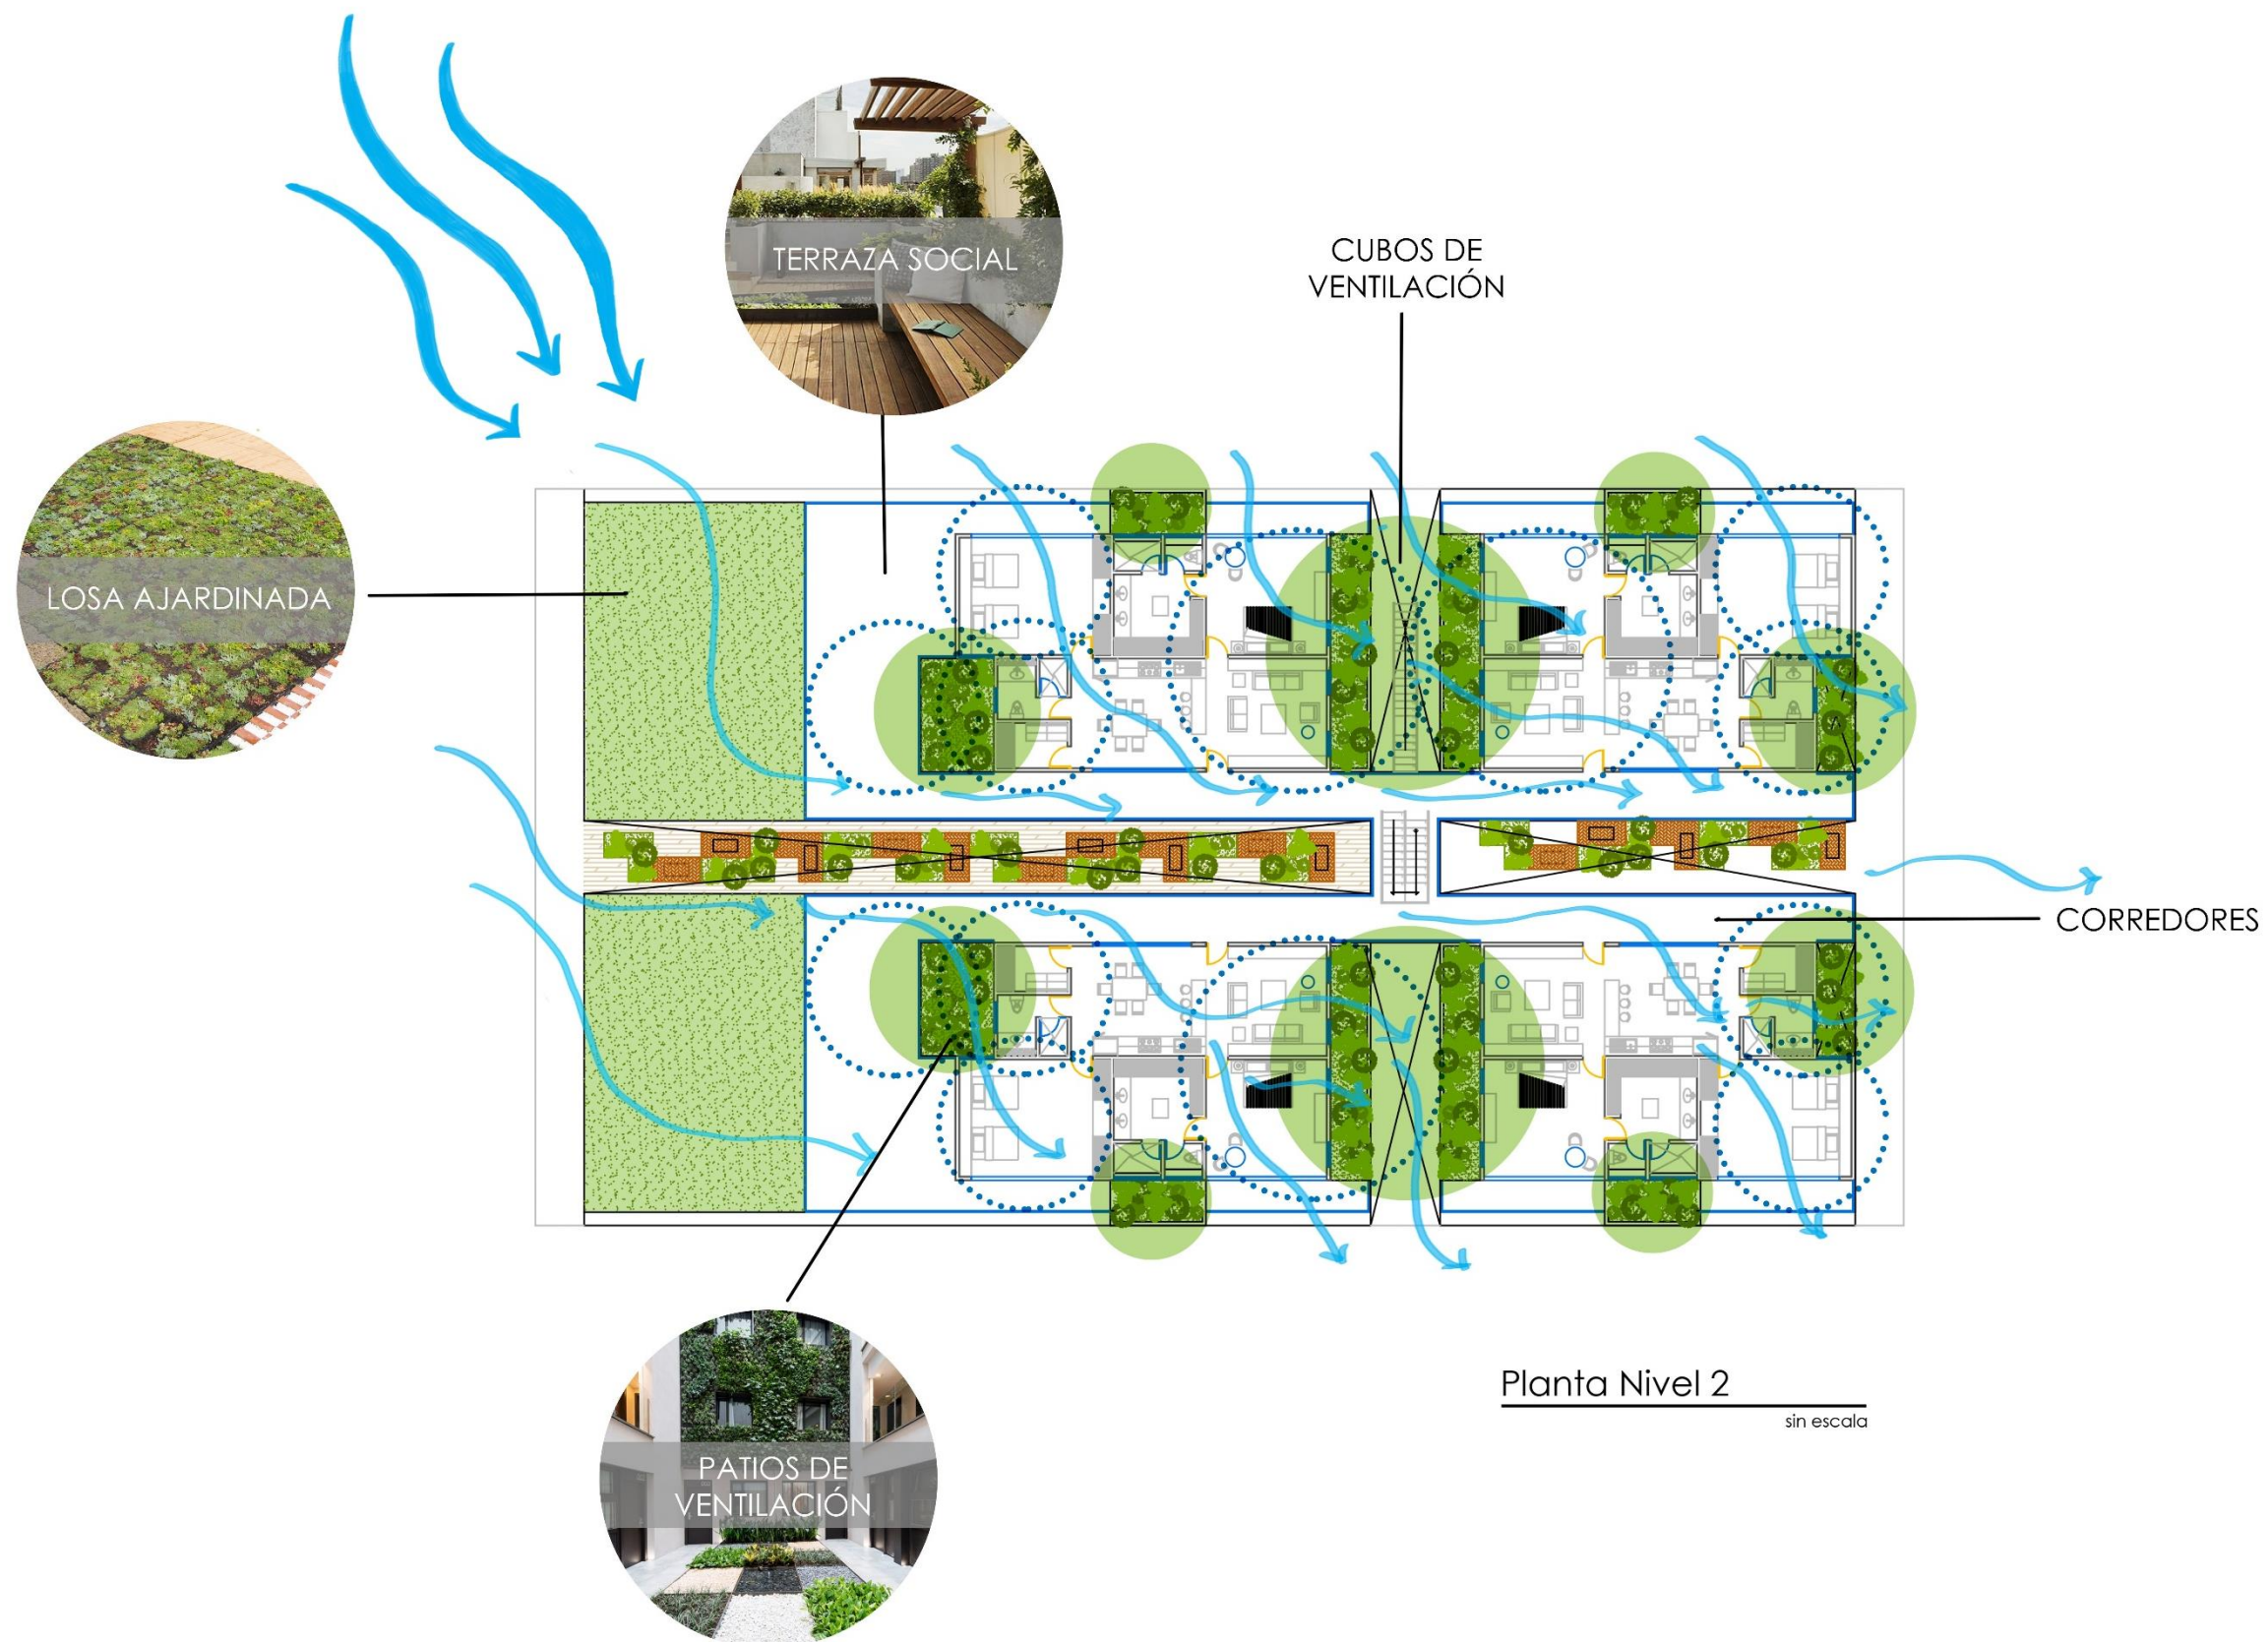 TERRAZA SOCIAL
CUBOS DE
VENTILACIÓN
LOSA AJARDINADA
CORREDORES
PATIOS DE
VENTILACIÓN
Planta Nivel 2
sin escala